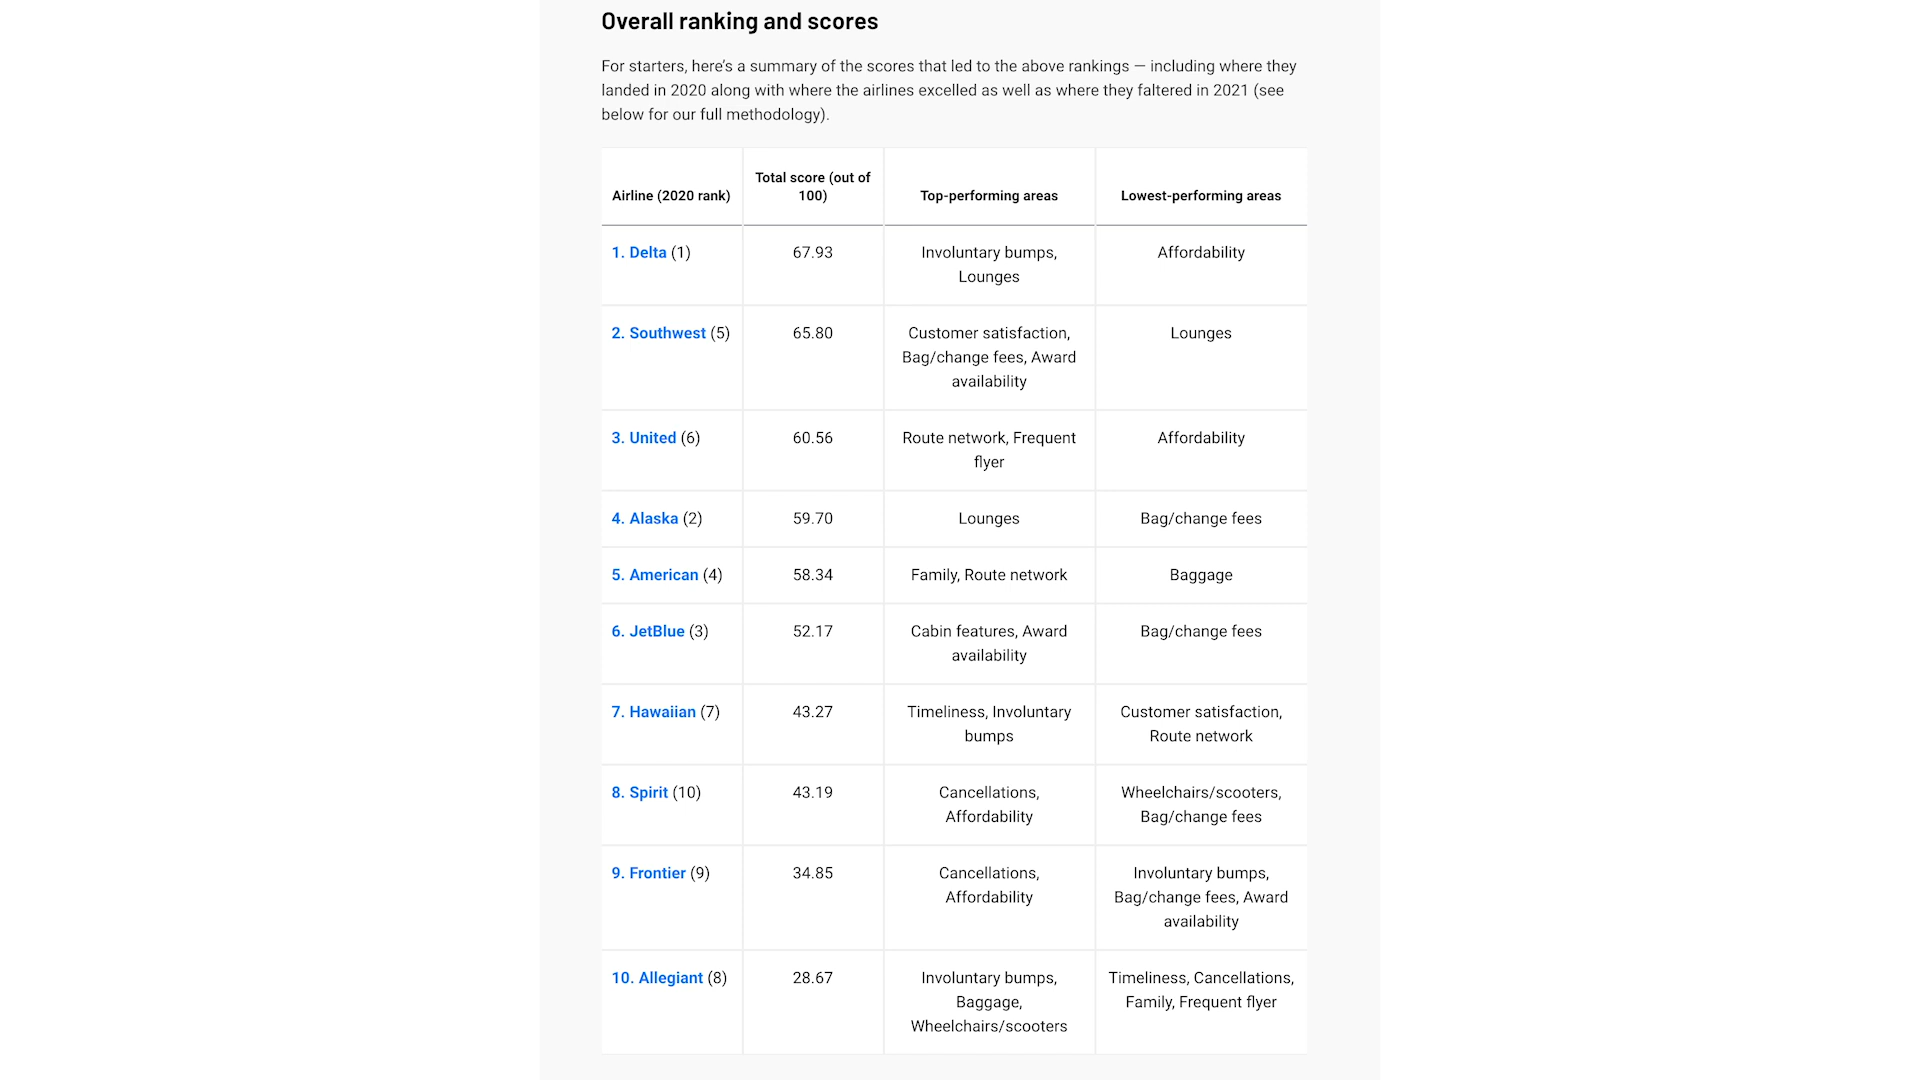 Overall ranking and scores
For starters, here's a summary of the scores that led to the above rankings — including where they
landed in 2020 along with where the airlines excelled as well as where they faltered in 2021 (see
below for our full methodology).
Airline (2020 rank)
Total score (out of
100)
Top-performing areas
Lowest-performing areas
1. Delta (1)
67.93
Involuntary bumps,
Lounges
Affordability
2. Southwest (5)
65.80
Customer satisfaction,
Bag/change fees, Award
availability
Lounges
3. United (6)
60.56
Route network, Frequent
flyer
Affordability
4. Alaska (2)
59.70
Lounges
Bag/change fees
5. American (4)
58.34
Family, Route network
Baggage
6. JetBlue (3)
52.17
Cabin features, Award
availability
Bag/change fees
7. Hawaiian (7)
43.27
Timeliness, Involuntary
bumps
Customer satisfaction,
Route network
8. Spirit (10)
43.19
Cancellations,
Affordability
Wheelchairs/scooters,
Bag/change fees
9. Frontier (9)
34.85
Cancellations,
Affordability
Involuntary bumps,
Bag/change fees, Award
availability
10. Allegiant (8)
28.67
Involuntary bumps,
Baggage,
Wheelchairs/scooters
Timeliness, Cancellations,
Family, Frequent flyer